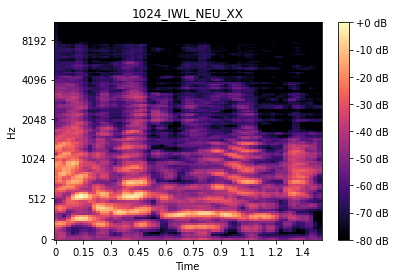 1024_IWL_NEU_XX
Hz
8192
4096
2048
1024
512
0
0 0.15 0.3 0.45 0.6 0.75 0.9 1.1 1.2 1.4
Time
+0 dB
-10 dB
-20 dB
-30 dB
-40 dB
-50 dB
-60 dB
-70 dB
-80 dB